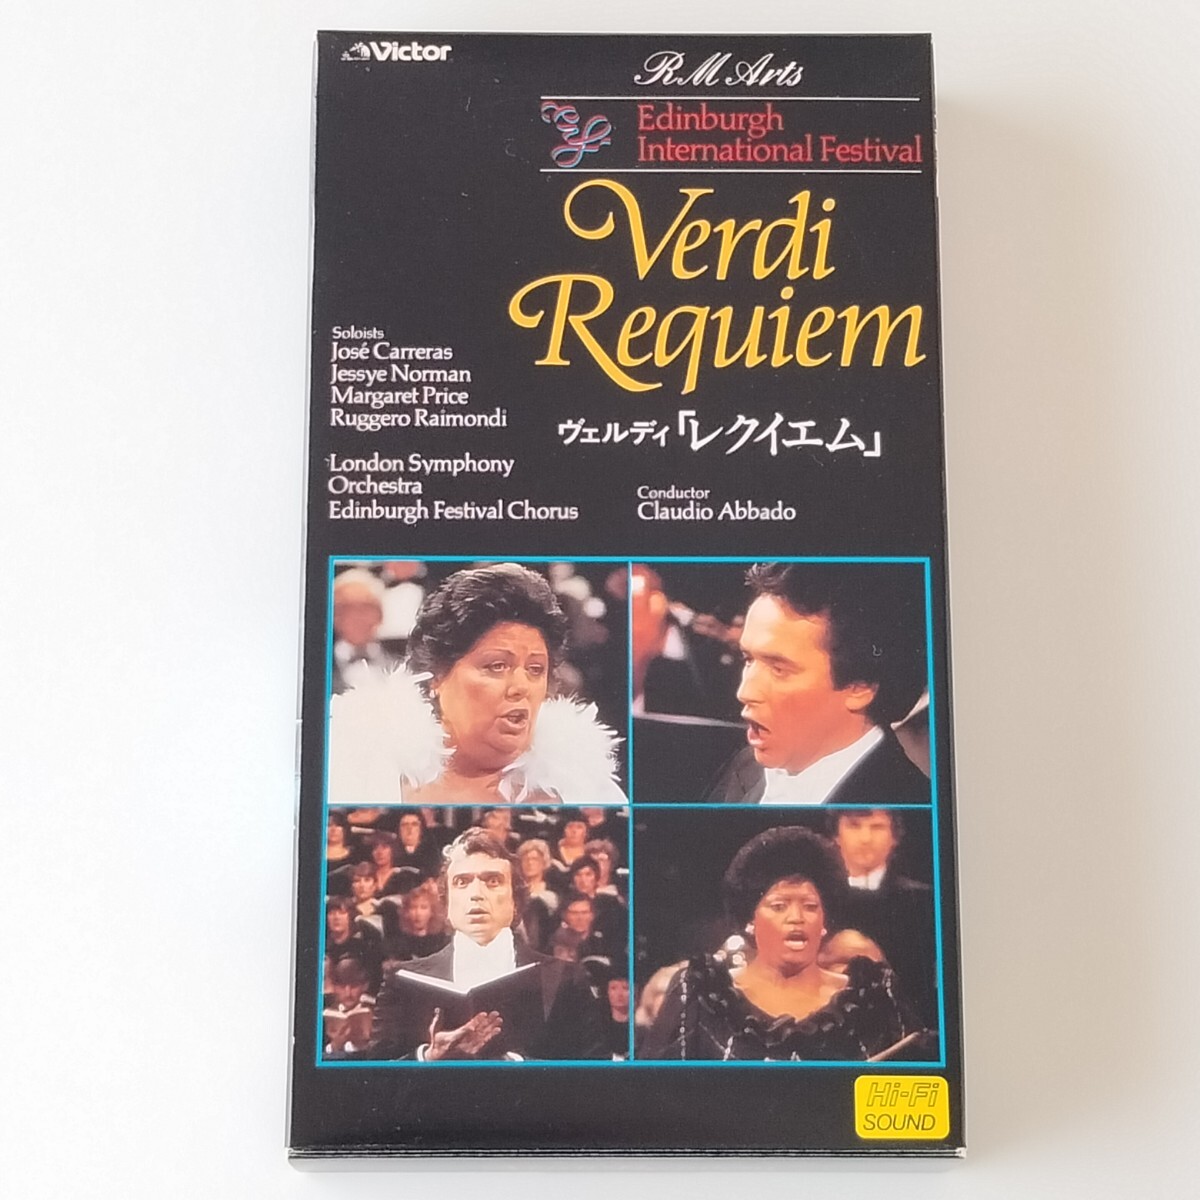 Victor
RM Arts
Edinburgh
International Festival
Verdi
Requiem
ヴェルディ「レクイエム」
Soloists
José Carreras
Jessye Norman
Margaret Price
Ruggero Raimondi
London Symphony
Orchestra
Edinburgh Festival Chorus
Conductor
Claudio Abbado
Hi-Fi
SOUND